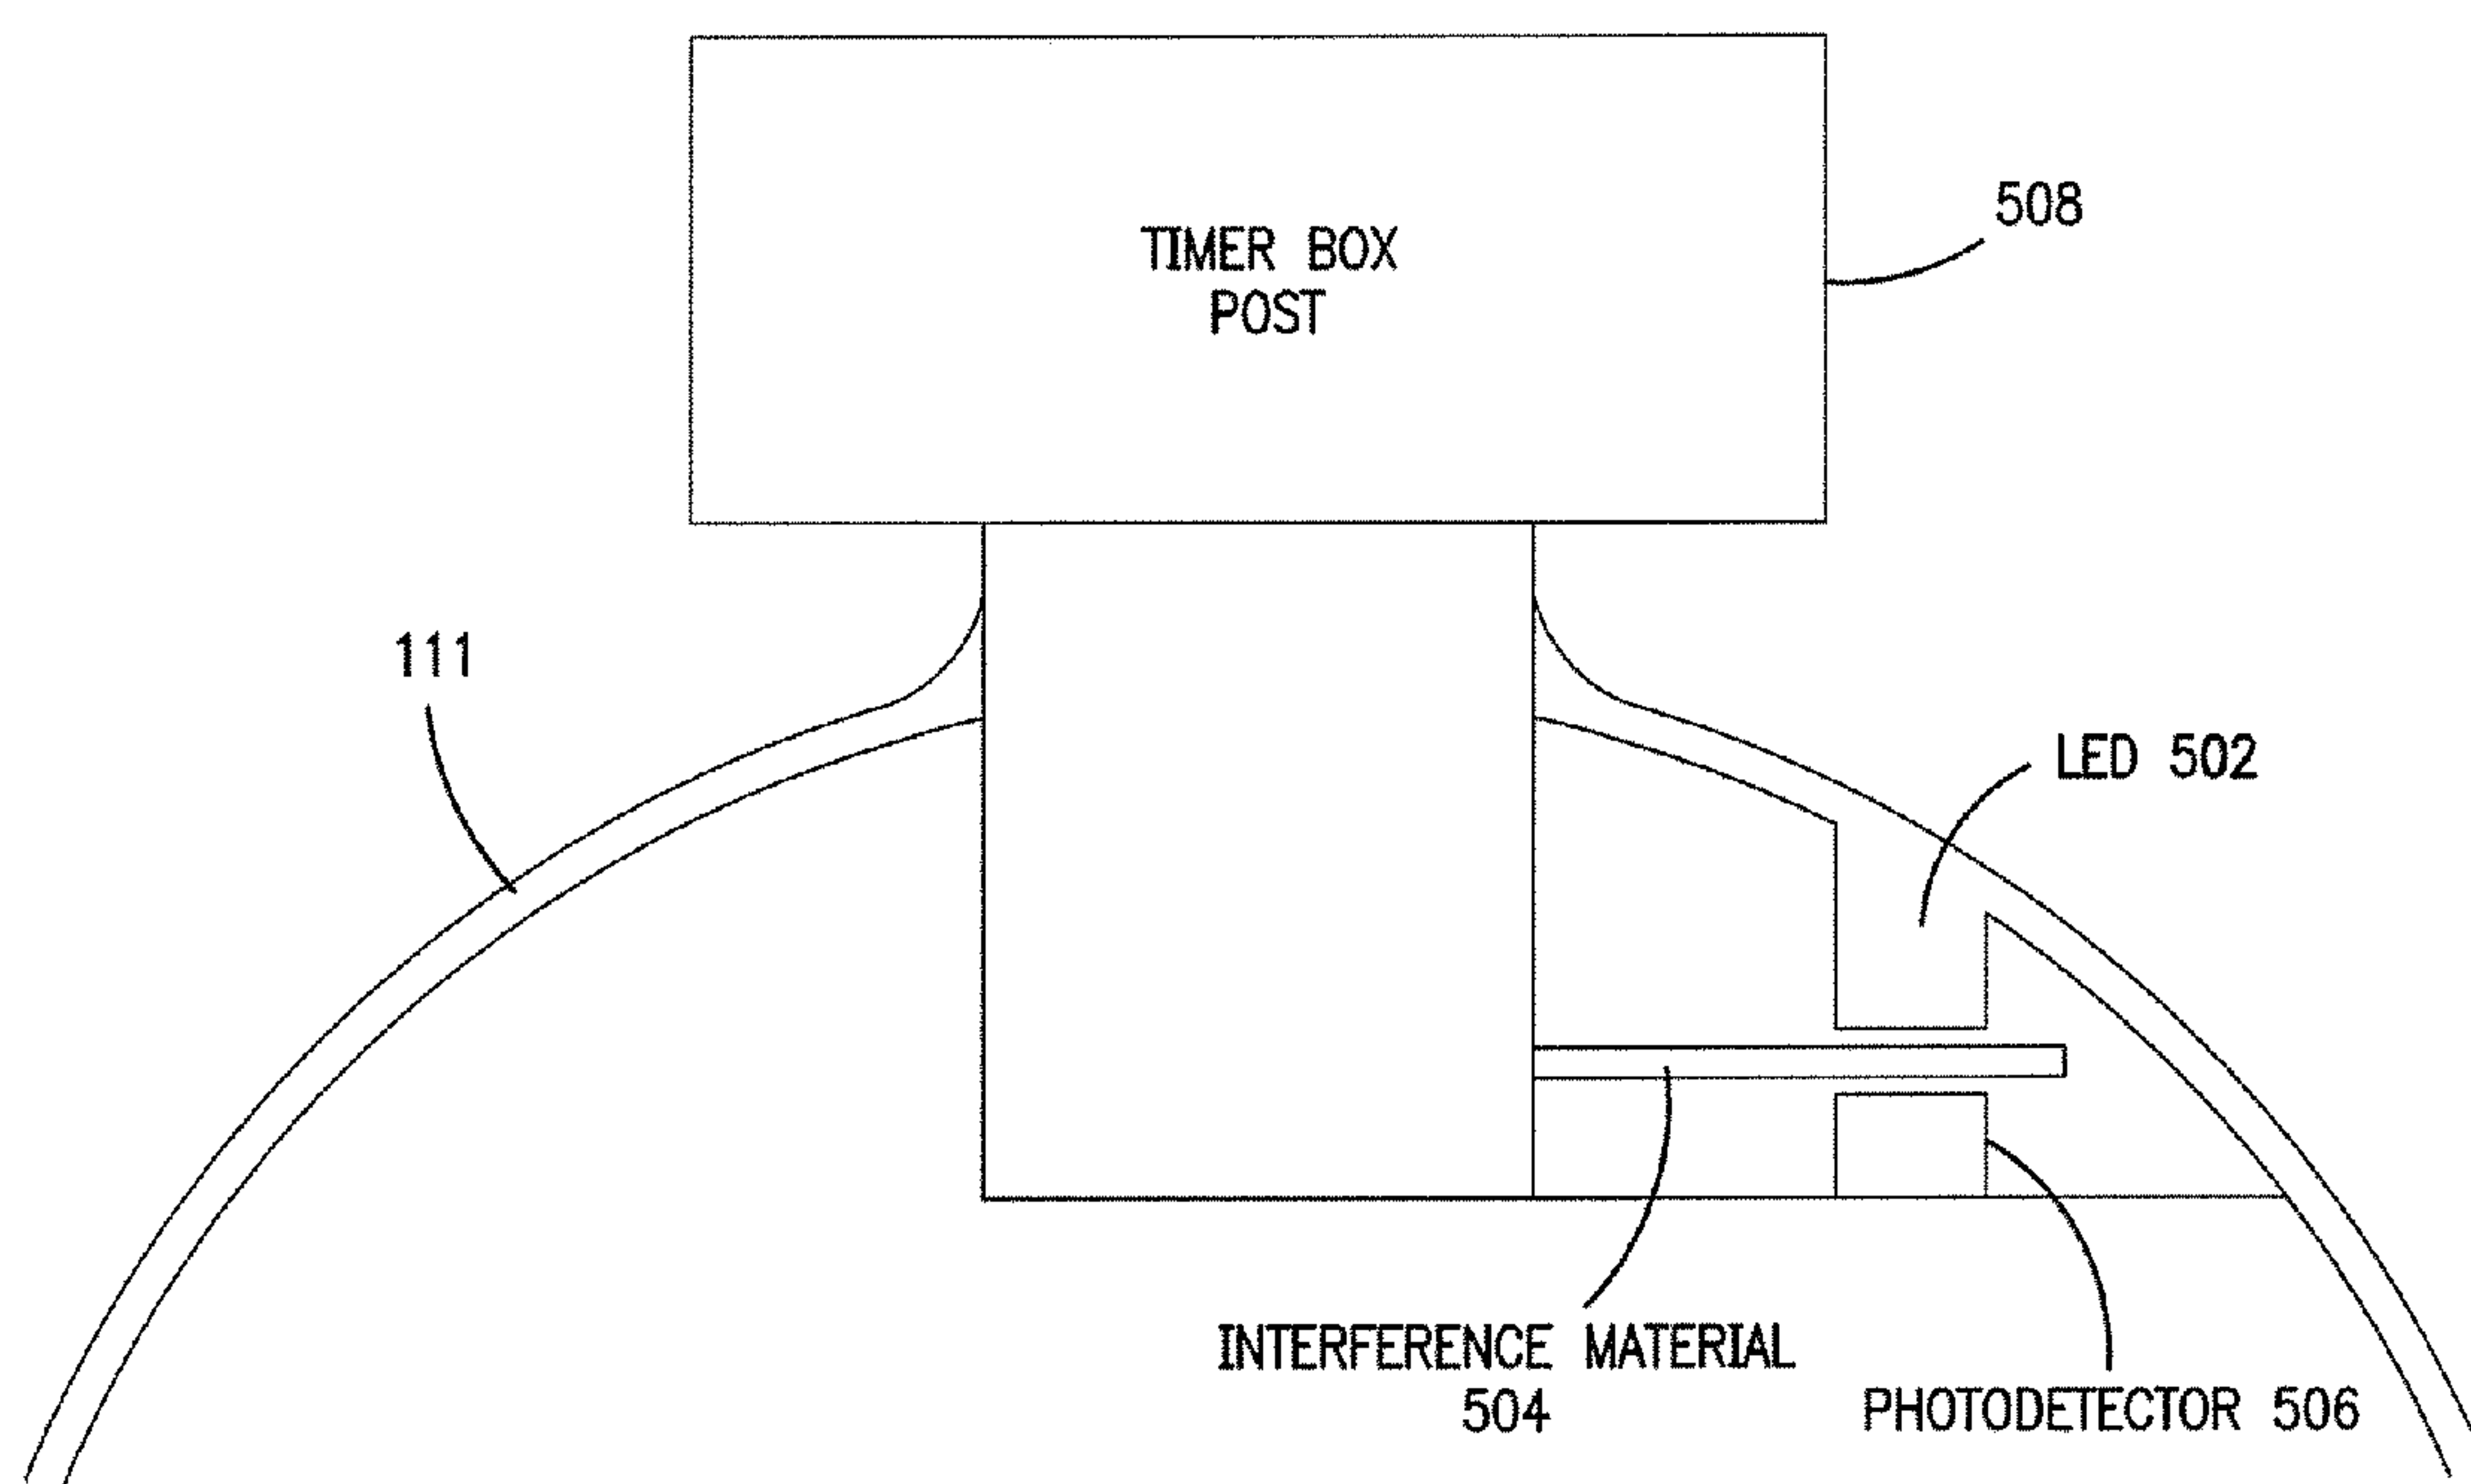 TIMER BOX
POST
508
111
LED 502
INTERFERENCE MATERIAL
504
PHOTODETECTOR 506